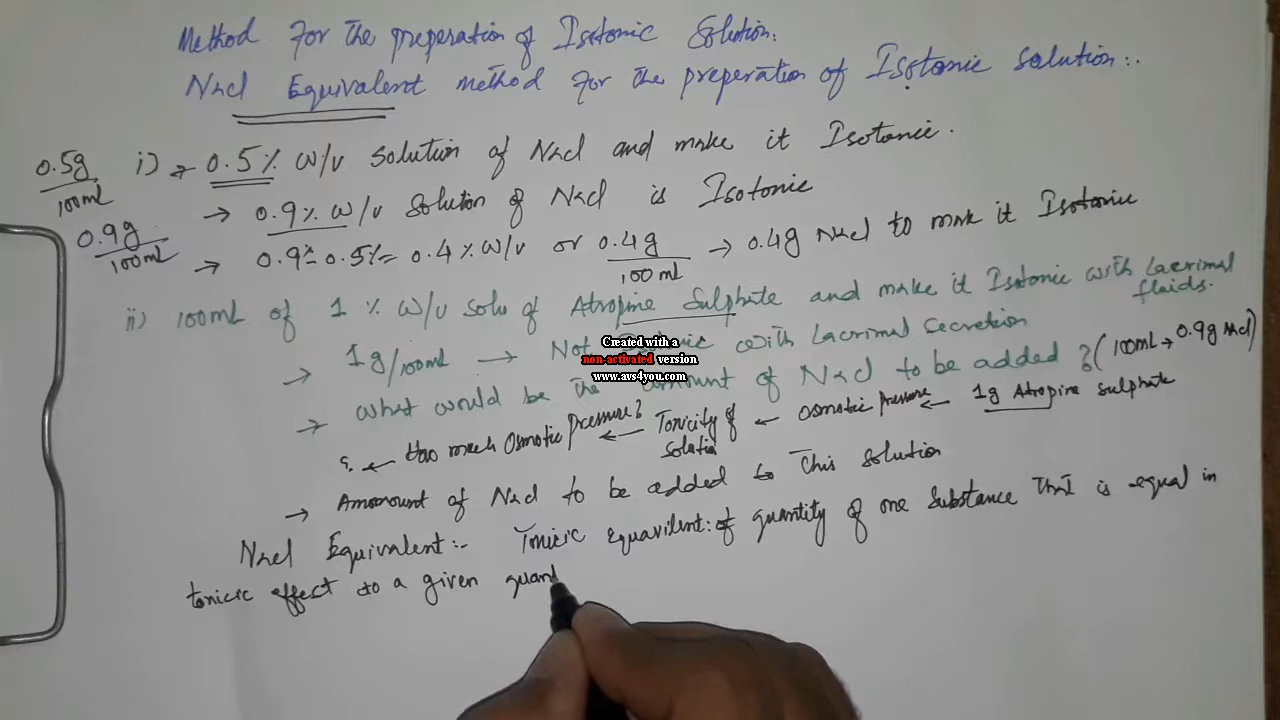 Method For the preperation of Isotonic Solution.
Nacl Equivalent method for the preperation of Isotonic solution:.
0.5g
100mL
i) → 0.5% w/v solution of Nacl and make it Isotonic.
0.9g
100mL
→ 0.9% w/v solution of Nacl is Isotonic
→ 0.9% - 0.5% = 0.4% w/v or 0.4g/100 mL → 0.4g Nacl to make it Isotonic
ii) 100mL of 1% w/v solu of Atropine Sulphate and make it Isotonic with Lacrimal fluids.
→ 1g/100mL → Not with Lacrimal Secretion
→ what would be the amount of Nacl to be added ? (100mL → 0.9g Nacl)
? ← Hao much Osmotic pressure? ← Tonicity of solution ← osmotic pressure ← 1g Atropine sulphate
→ Amomount of Nacl to be added to This solution
Nacl Equivalent:- Tonicic equavilent: of quantity of one substance That is equal in
tonicic effect to a given quant
Created with a
non-activated version
www.avs4you.com